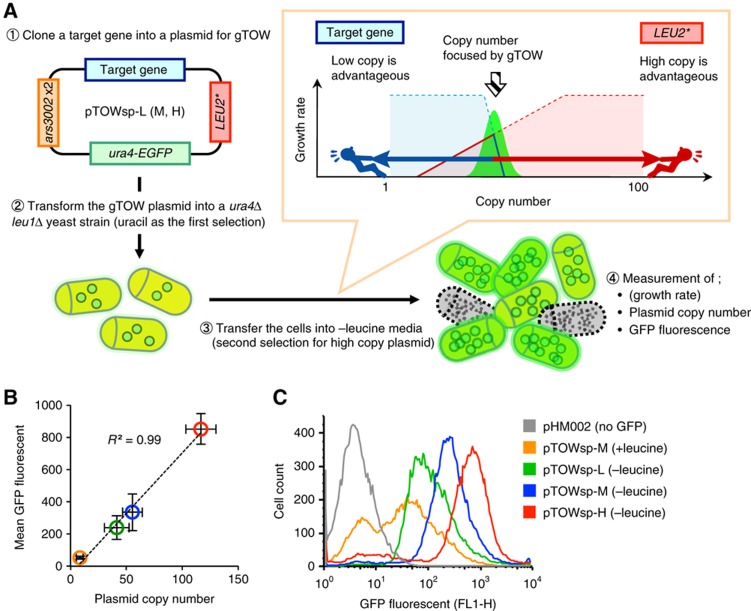 A
① Clone a target gene into a plasmid for gTOW
Target gene
ars3002 x2
pTOWsp-L (M, H)
LEU2*
ura4-EGFP
② Transform the gTOW plasmid into a ura4Δ
leu1Δ yeast strain (uracil as the first selection)
Target gene
Low copy is
advantageous
Copy number
focused by gTOW
LEU2*
High copy is
advantageous
Growth rate
1
100
Copy number
③ Transfer the cells into –leucine media
(second selection for high copy plasmid)
④ Measurement of ;
• (growth rate)
• Plasmid copy number
• GFP fluorescence
B
Mean GFP fluorescent
1000
800
600
400
200
0
R² = 0.99
0
50
100
150
Plasmid copy number
C
Cell count
400
300
200
100
0
10⁰
10¹
10²
10³
10⁴
GFP fluorescent (FL1-H)
pHM002 (no GFP)
pTOWsp-M (+leucine)
pTOWsp-L (–leucine)
pTOWsp-M (–leucine)
pTOWsp-H (–leucine)